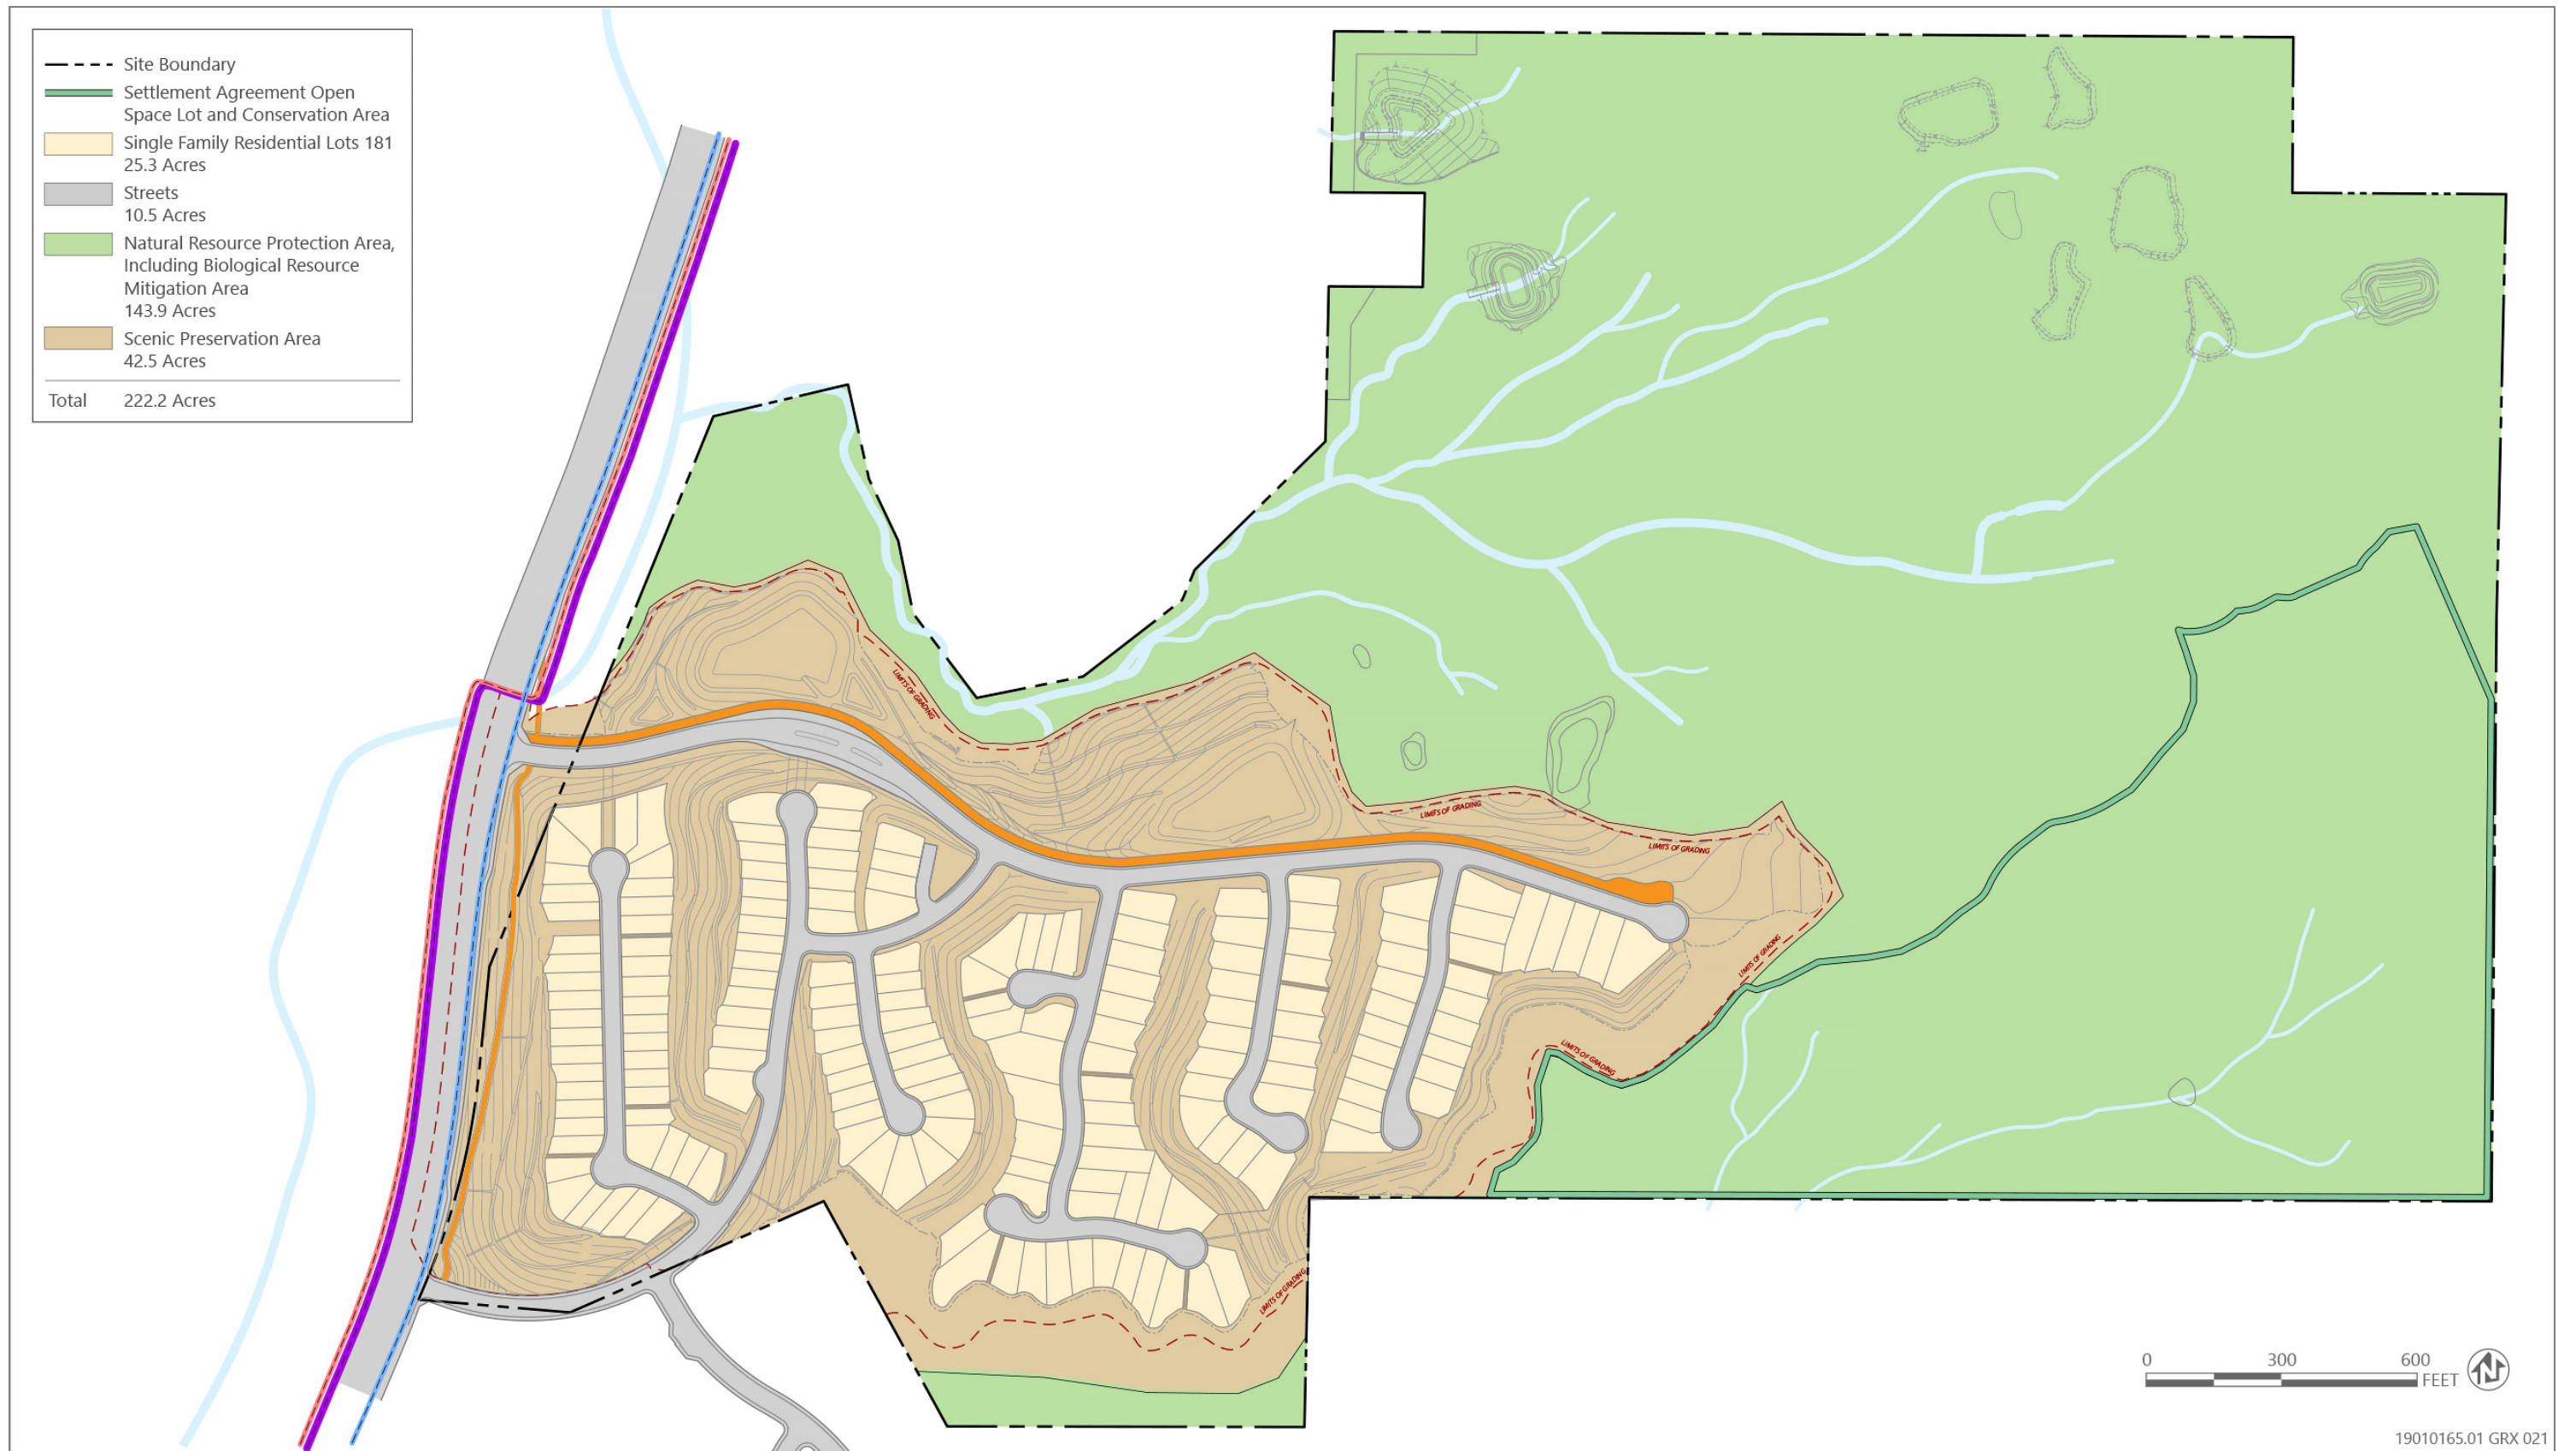 Site Boundary
Settlement Agreement Open
Space Lot and Conservation Area
Single Family Residential Lots 181
25.3 Acres
Streets
10.5 Acres
Natural Resource Protection Area,
Including Biological Resource
Mitigation Area
143.9 Acres
Scenic Preservation Area
42.5 Acres
Total 222.2 Acres
LIMITS OF GRADING
LIMITS OF GRADING
LIMITS OF GRADING
LIMITS OF GRADING
LIMITS OF GRADING
LIMITS OF GRADING
0 300 600
FEET
N
19010165.01 GRX 021